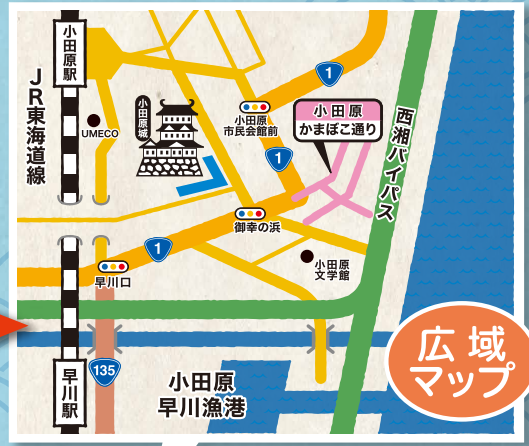 小田原駅
JR東海道線
UMECO
小田原城
小田原
市民会館前
1
1
小田原
かまぼこ通り
西湘バイパス
御幸の浜
1
早川口
小田原
文学館
135
早川駅
小田原
早川漁港
広域
マップ